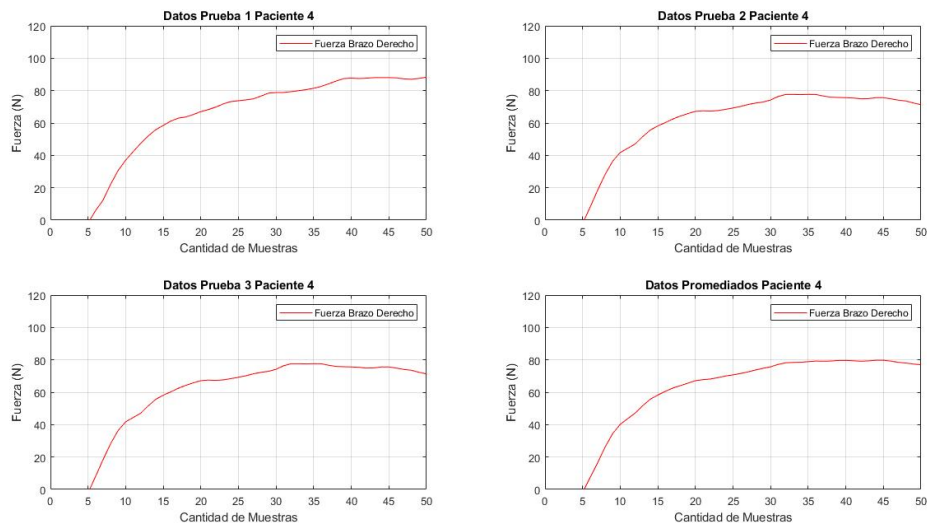 Datos Prueba 1 Paciente 4
Fuerza Brazo Derecho
Fuerza (N)
120
100
80
60
40
20
0
0 5 10 15 20 25 30 35 40 45 50
Cantidad de Muestras
Datos Prueba 2 Paciente 4
Fuerza Brazo Derecho
Fuerza (N)
120
100
80
60
40
20
0
0 5 10 15 20 25 30 35 40 45 50
Cantidad de Muestras
Datos Prueba 3 Paciente 4
Fuerza Brazo Derecho
Fuerza (N)
120
100
80
60
40
20
0
0 5 10 15 20 25 30 35 40 45 50
Cantidad de Muestras
Datos Promediados Paciente 4
Fuerza Brazo Derecho
Fuerza (N)
120
100
80
60
40
20
0
0 5 10 15 20 25 30 35 40 45 50
Cantidad de Muestras